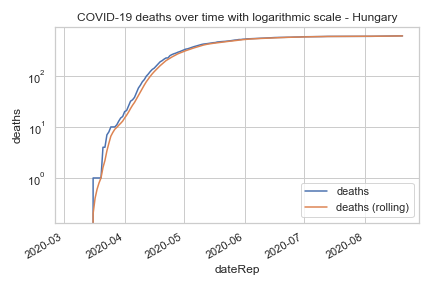 COVID-19 deaths over time with logarithmic scale - Hungary
deaths
10²
10¹
10⁰
deaths
deaths (rolling)
2020-03
2020-04
2020-05
2020-06
2020-07
2020-08
dateRep